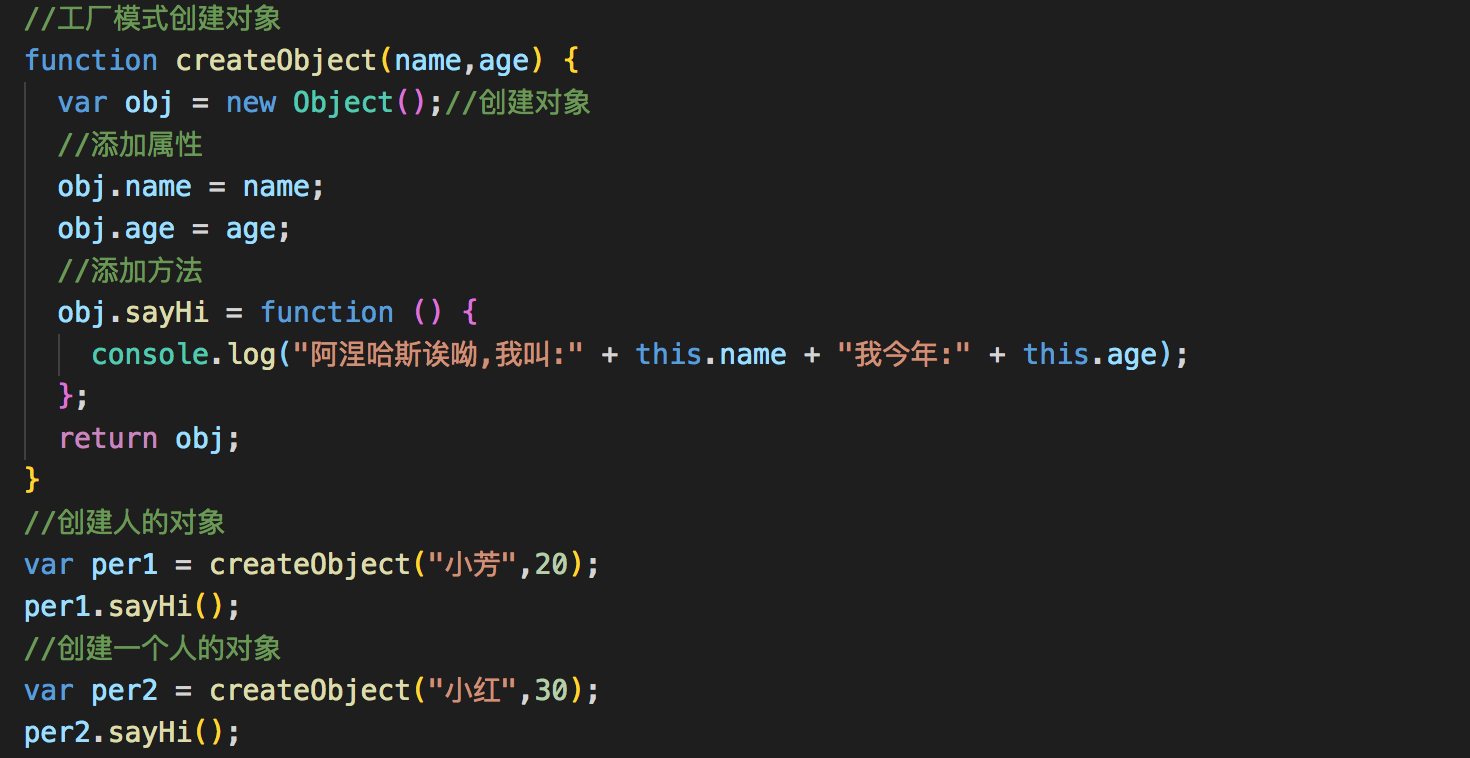 //工厂模式创建对象
function createObject(name,age) {
  var obj = new Object();//创建对象
  //添加属性
  obj.name = name;
  obj.age = age;
  //添加方法
  obj.sayHi = function () {
    console.log("阿涅哈斯诶呦,我叫:" + this.name + "我今年:" + this.age);
  };
  return obj;
}
//创建人的对象
var per1 = createObject("小芳",20);
per1.sayHi();
//创建一个人的对象
var per2 = createObject("小红",30);
per2.sayHi();